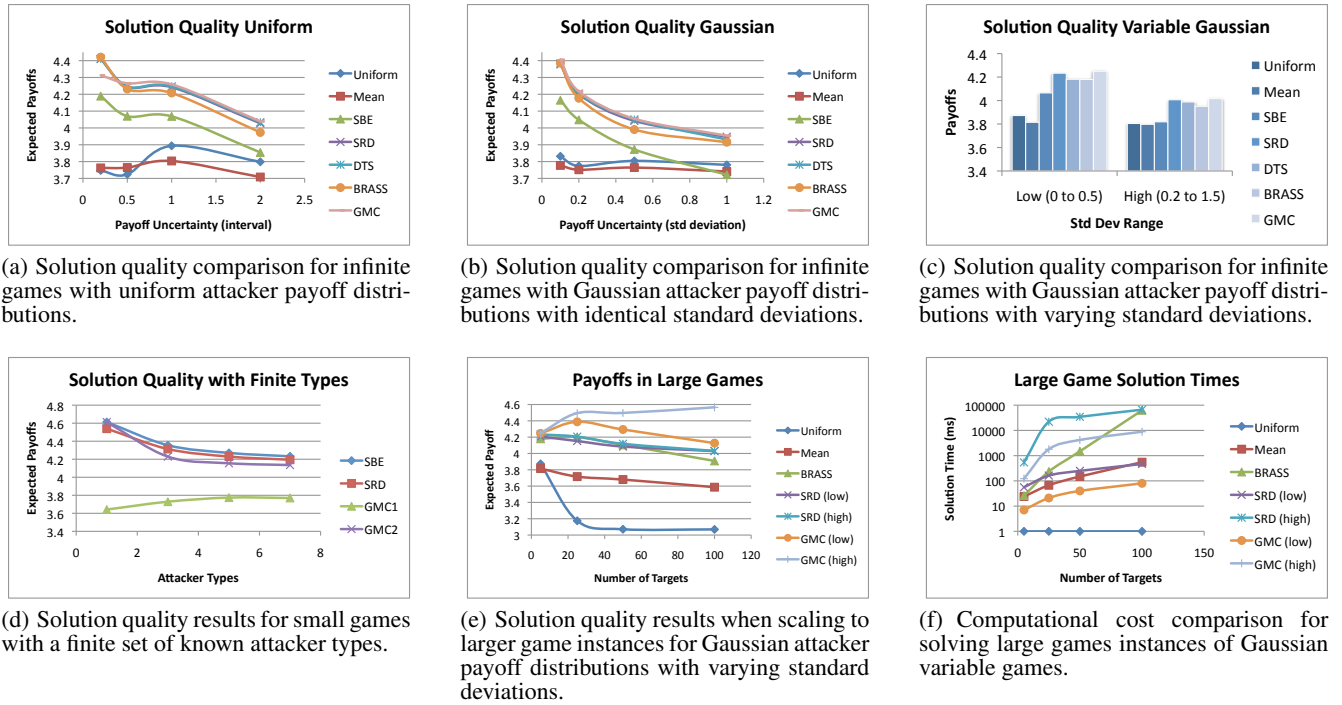 Solution Quality Uniform
Expected Payoffs
4.4
4.3
4.2
4.1
4
3.9
3.8
3.7
0 0.5 1 1.5 2 2.5
Payoff Uncertainty (interval)
Uniform
Mean
SBE
SRD
DTS
BRASS
GMC
(a) Solution quality comparison for infinite
games with uniform attacker payoff distri-
butions.
Solution Quality Gaussian
Expected Payoffs
4.4
4.3
4.2
4.1
4
3.9
3.8
3.7
0 0.2 0.4 0.6 0.8 1 1.2
Payoff Uncertainty (std deviation)
Uniform
Mean
SBE
SRD
DTS
BRASS
GMC
(b) Solution quality comparison for infinite
games with Gaussian attacker payoff distri-
butions with identical standard deviations.
Solution Quality Variable Gaussian
Payoffs
4.4
4.2
4
3.8
3.6
3.4
Low (0 to 0.5) High (0.2 to 1.5)
Std Dev Range
Uniform
Mean
SBE
SRD
DTS
BRASS
GMC
(c) Solution quality comparison for infinite
games with Gaussian attacker payoff distri-
butions with varying standard deviations.
Solution Quality with Finite Types
Expected Payoffs
4.8
4.6
4.4
4.2
4
3.8
3.6
3.4
0 2 4 6 8
Attacker Types
SBE
SRD
GMC1
GMC2
(d) Solution quality results for small games
with a finite set of known attacker types.
Payoffs in Large Games
Expected Payoff
4.6
4.4
4.2
4
3.8
3.6
3.4
3.2
3
0 20 40 60 80 100 120
Number of Targets
Uniform
Mean
BRASS
SRD (low)
SRD (high)
GMC (low)
GMC (high)
(e) Solution quality results when scaling to
larger game instances for Gaussian attacker
payoff distributions with varying standard
deviations.
Large Game Solution Times
Solution Time (ms)
100000
10000
1000
100
10
1
0 50 100 150
Number of Targets
Uniform
Mean
BRASS
SRD (low)
SRD (high)
GMC (low)
GMC (high)
(f) Computational cost comparison for
solving large games instances of Gaussian
variable games.